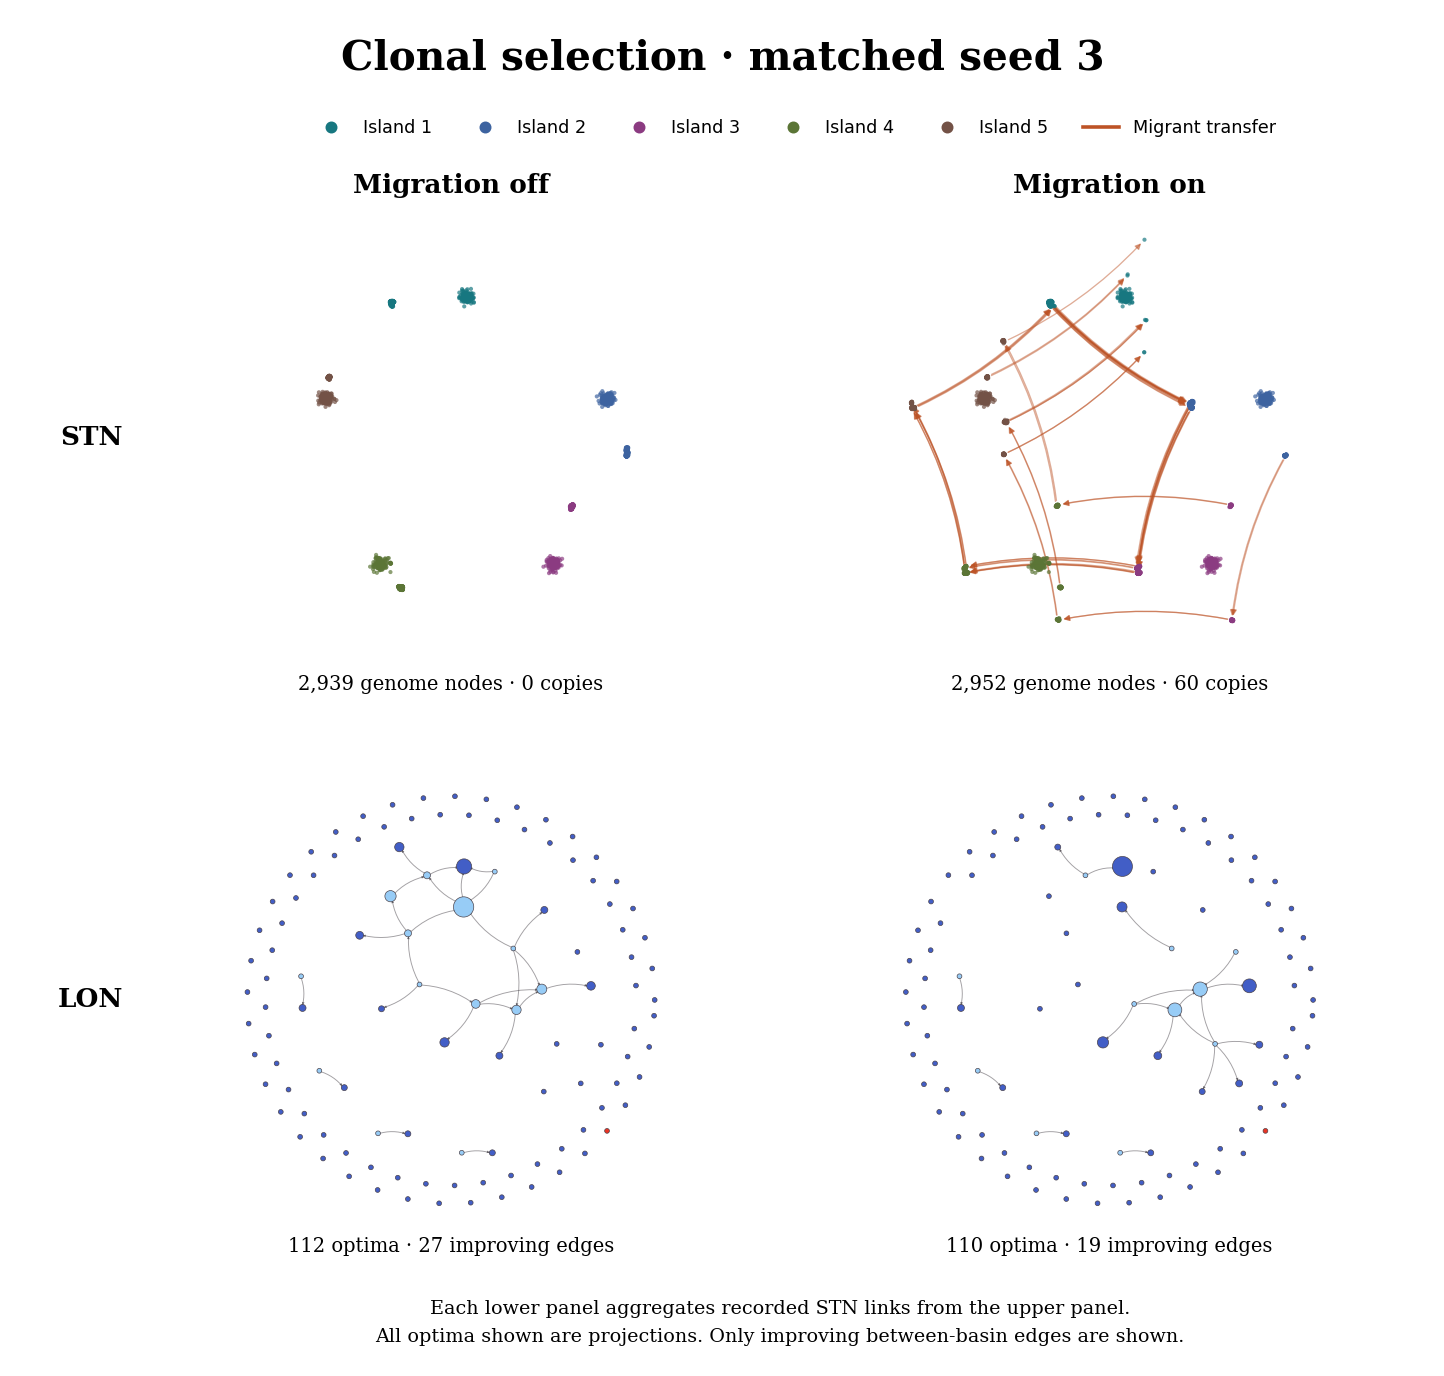 Clonal selection · matched seed 3
Island 1
Island 2
Island 3
Island 4
Island 5
Migrant transfer
Migration off
Migration on
STN
2,939 genome nodes · 0 copies
2,952 genome nodes · 60 copies
LON
112 optima · 27 improving edges
110 optima · 19 improving edges
Each lower panel aggregates recorded STN links from the upper panel.
All optima shown are projections. Only improving between-basin edges are shown.